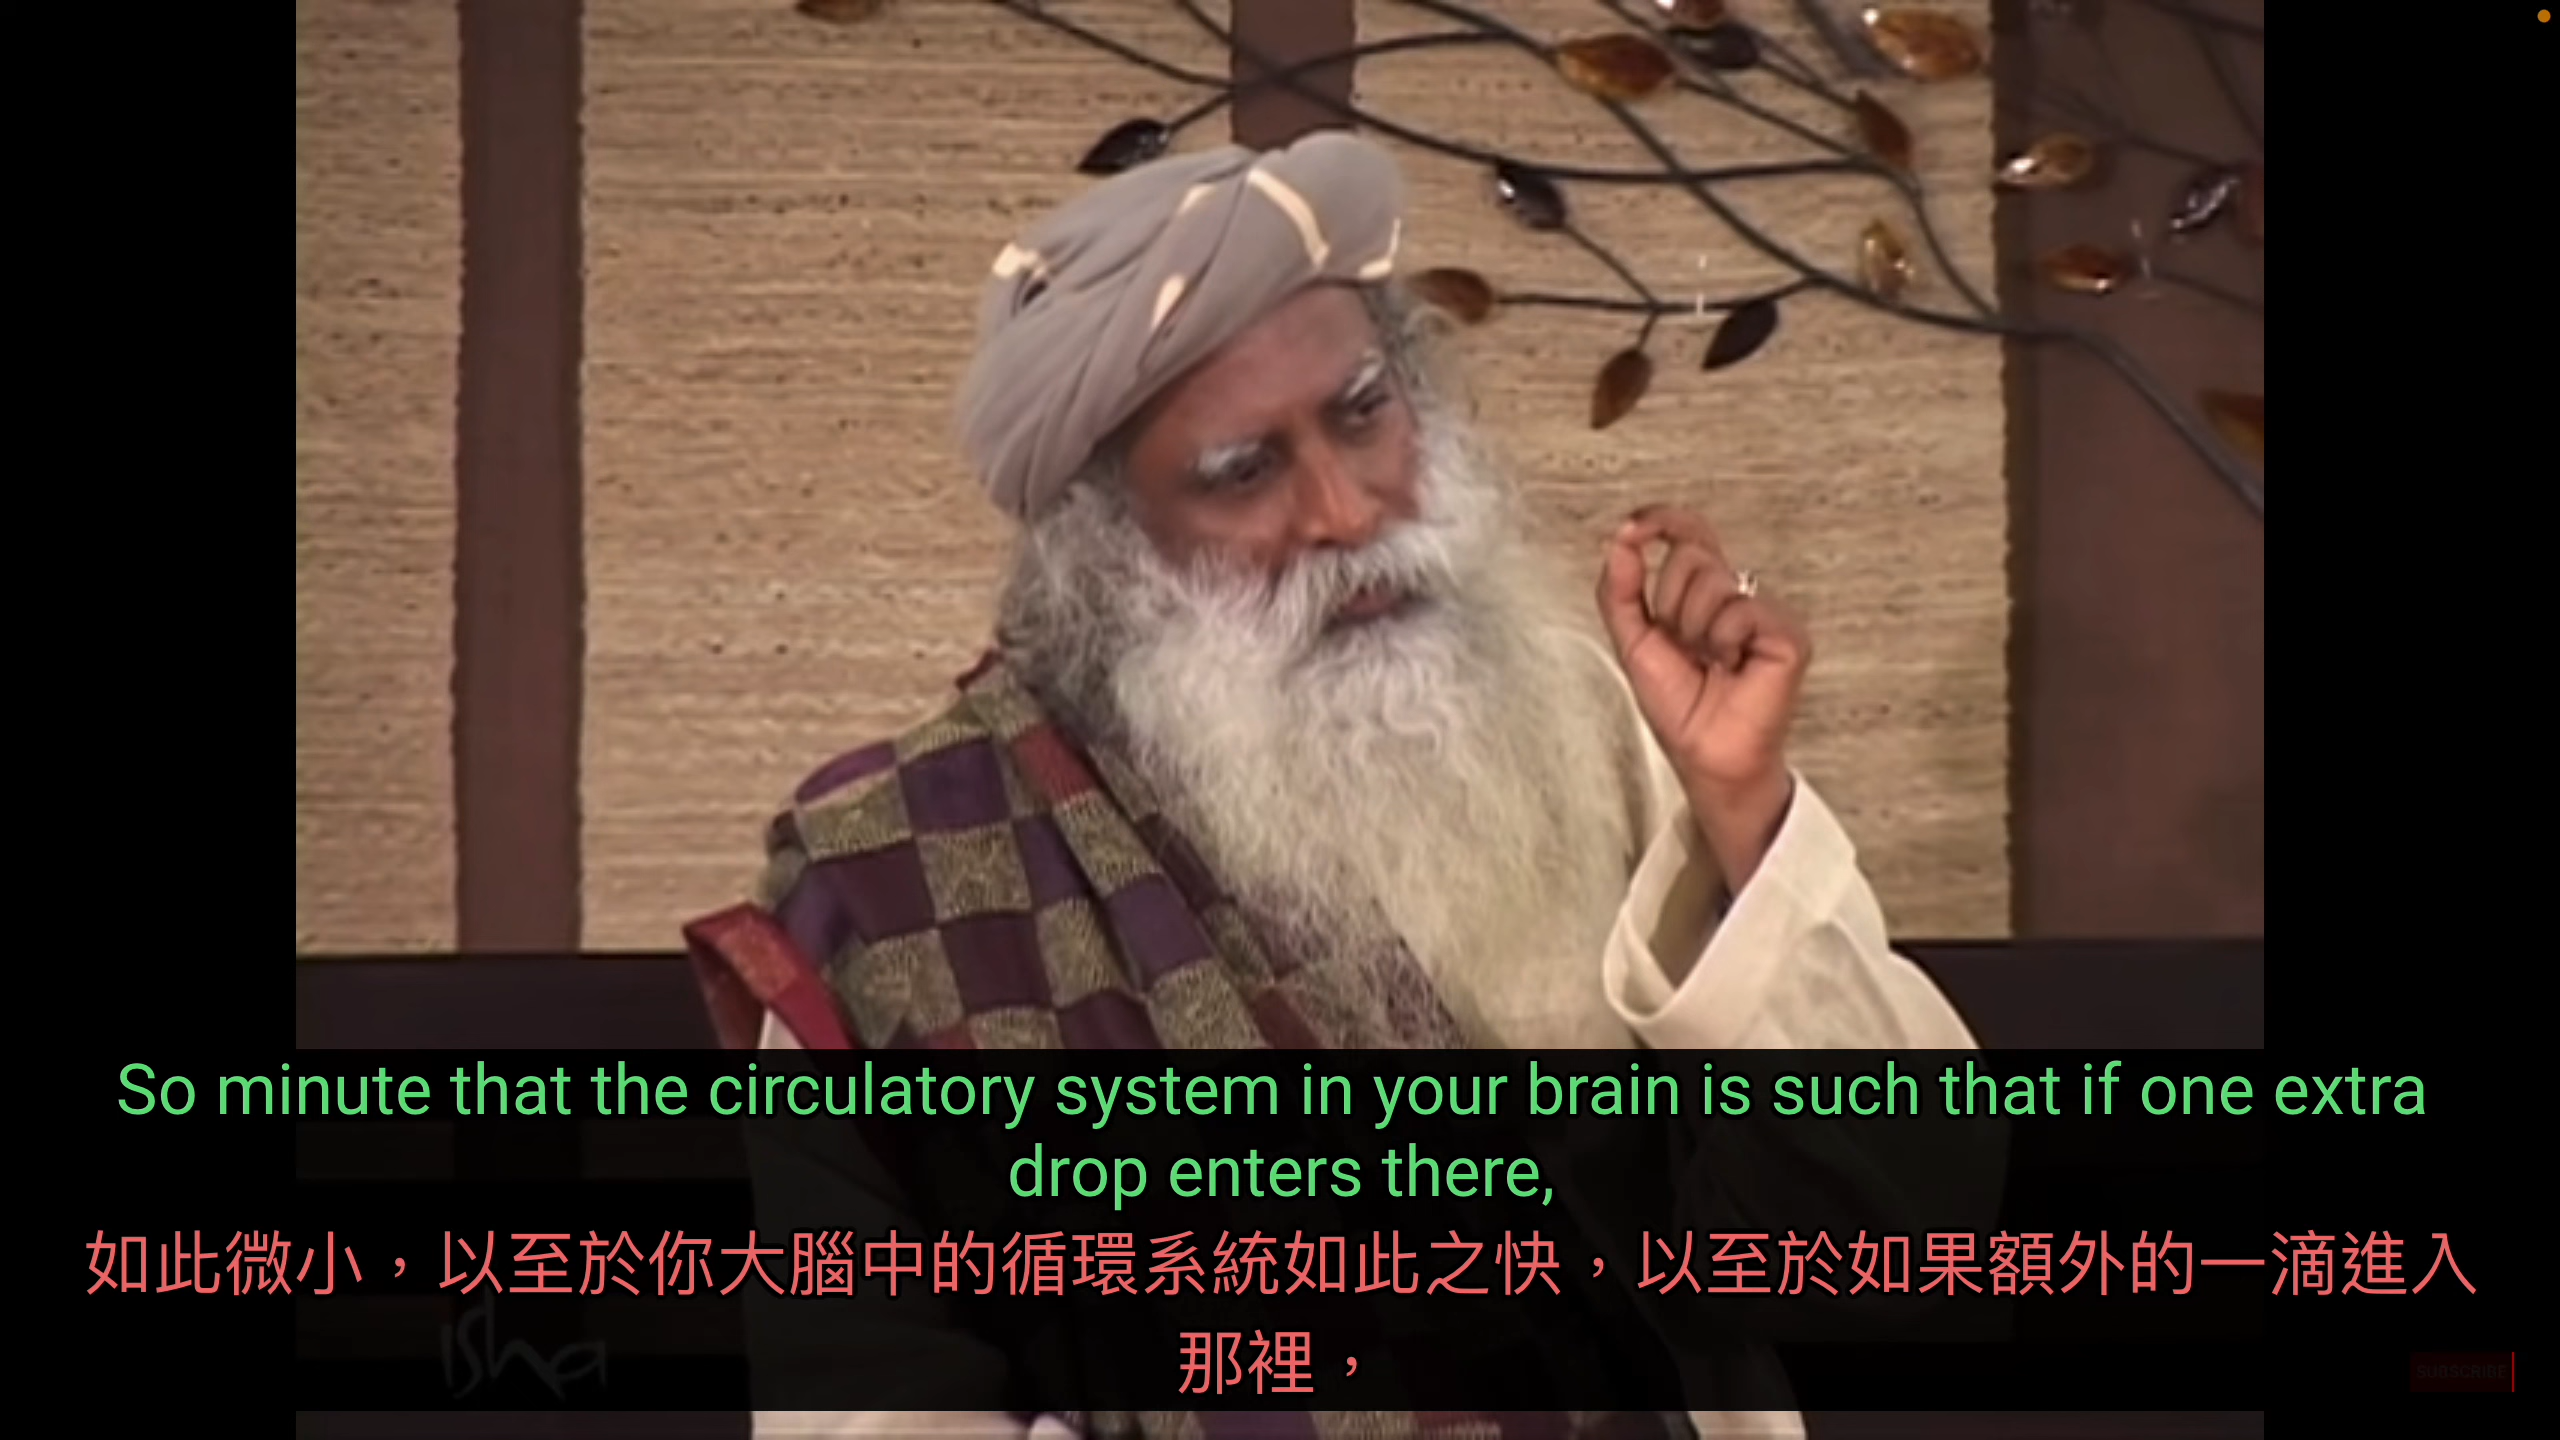 So minute that the circulatory system in your brain is such that if one extra
drop enters there,
如此微小，以至於你大腦中的循環系統如此之快，以至於如果額外的一滴進入
那裡，
isha
SUBSCRIBE